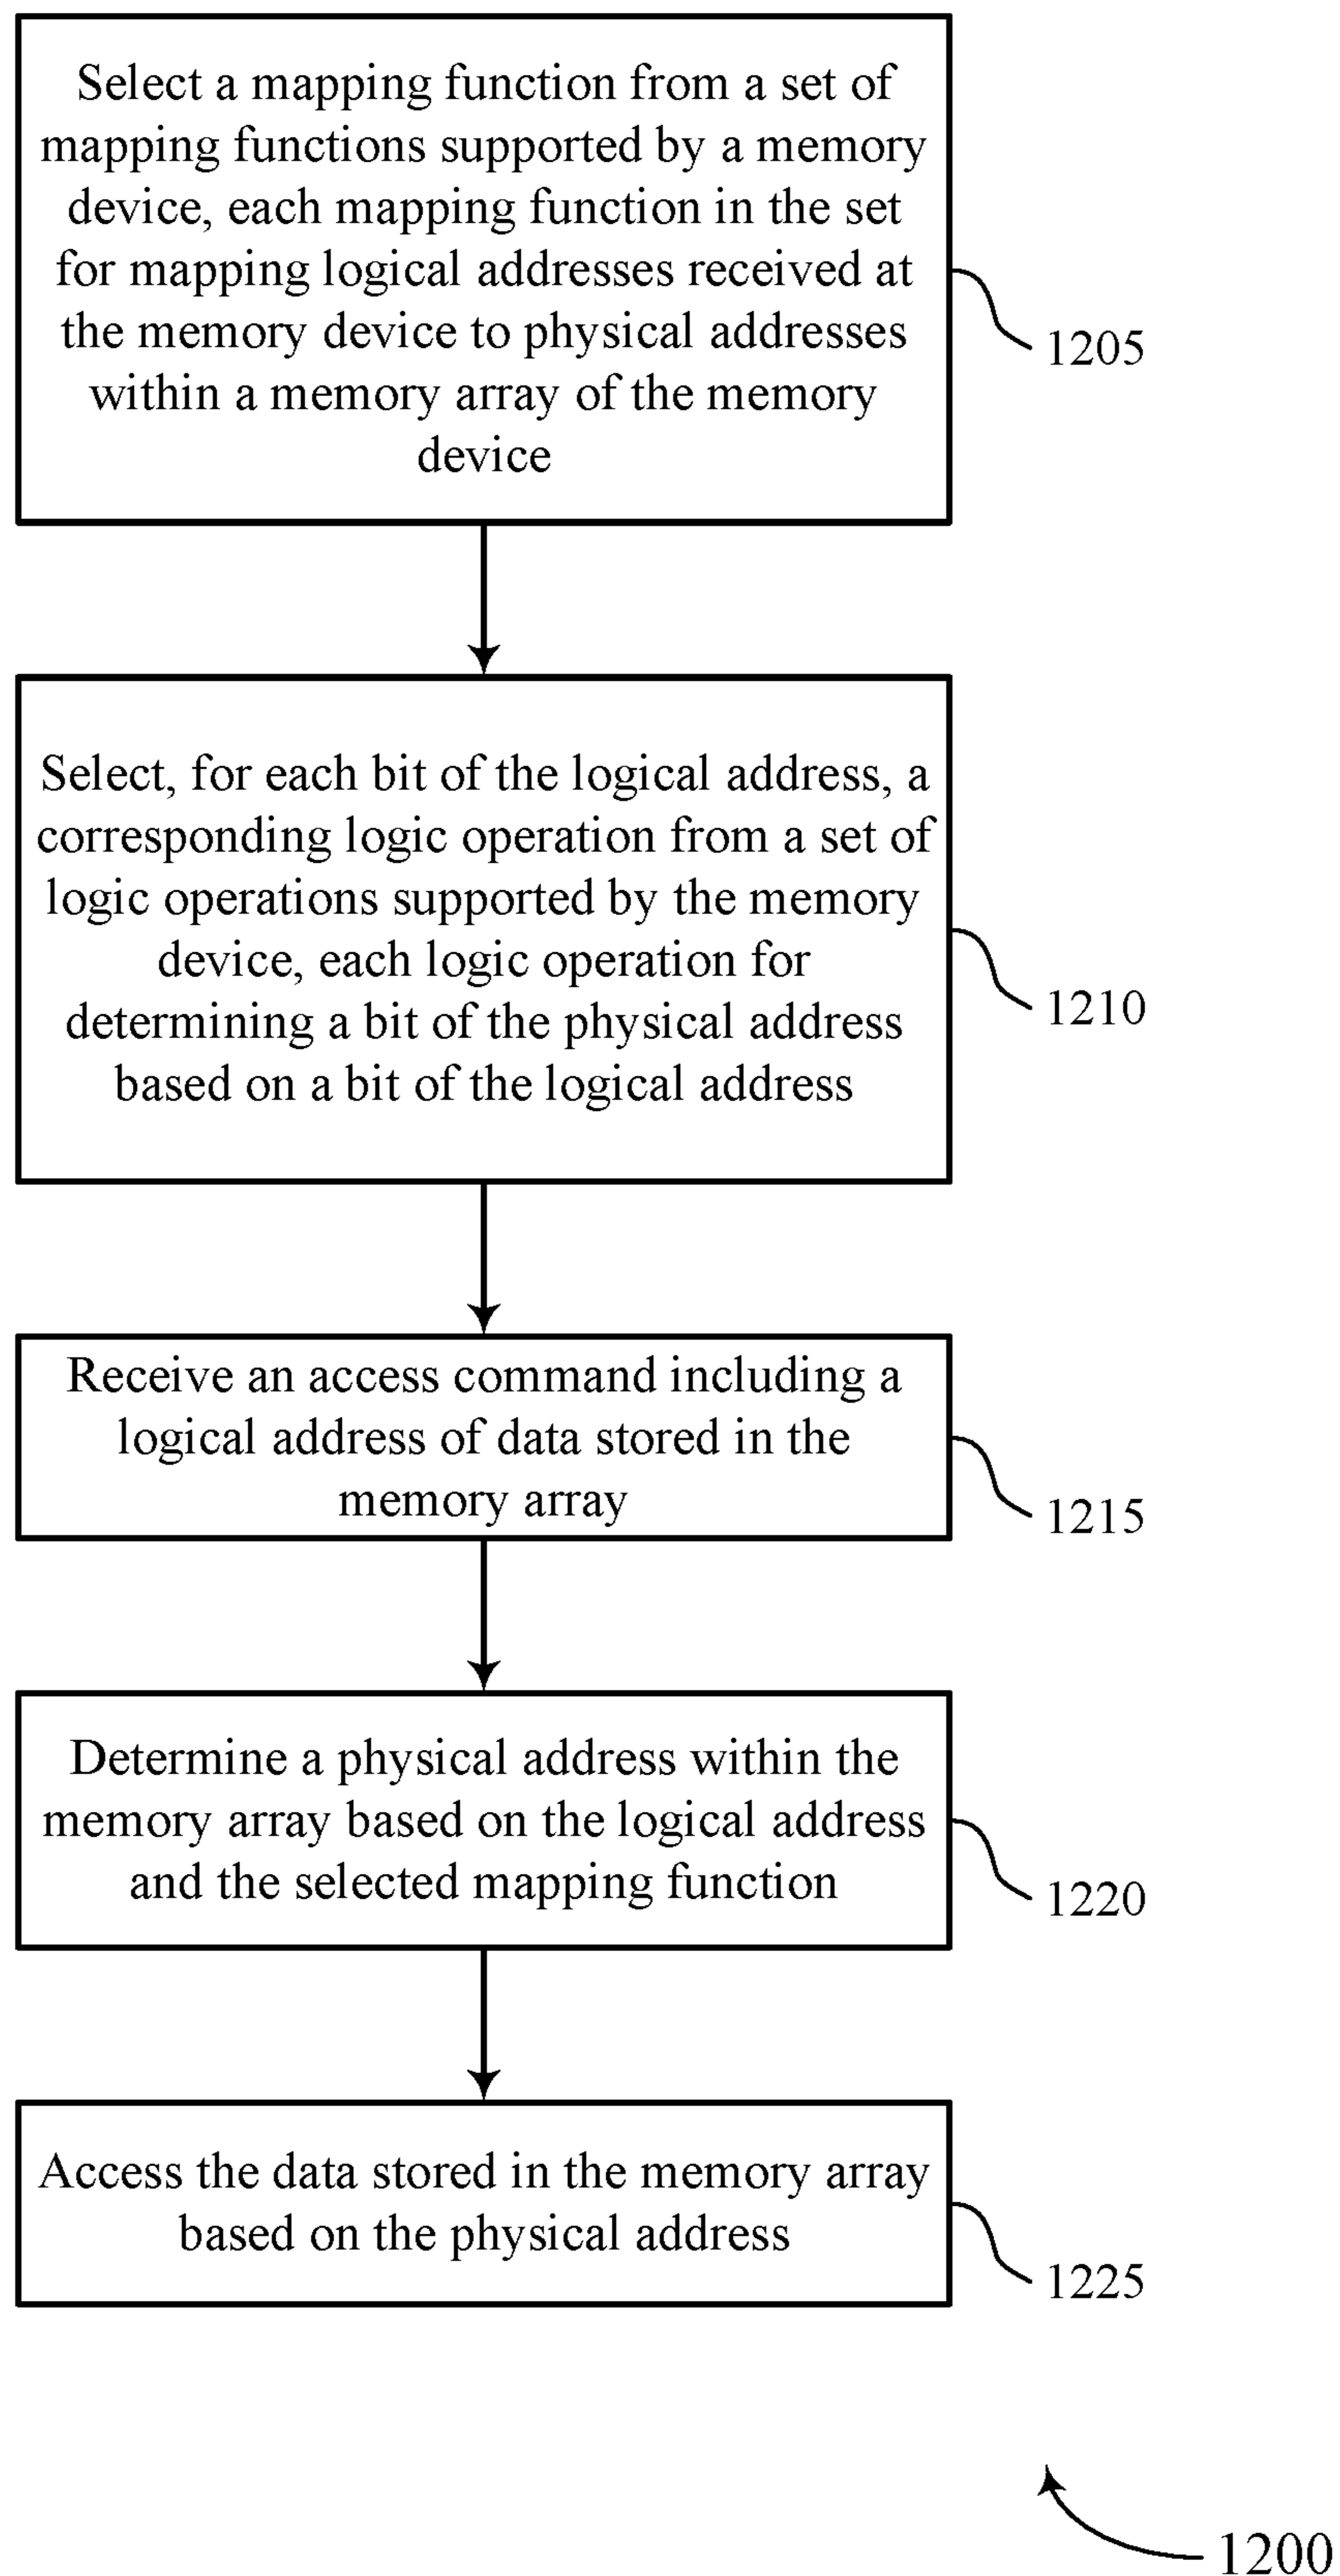 Select a mapping function from a set of
mapping functions supported by a memory
device, each mapping function in the set
for mapping logical addresses received at
the memory device to physical addresses
within a memory array of the memory
device
1205
Select, for each bit of the logical address, a
corresponding logic operation from a set of
logic operations supported by the memory
device, each logic operation for
determining a bit of the physical address
based on a bit of the logical address
1210
Receive an access command including a
logical address of data stored in the
memory array
1215
Determine a physical address within the
memory array based on the logical address
and the selected mapping function
1220
Access the data stored in the memory array
based on the physical address
1225
1200